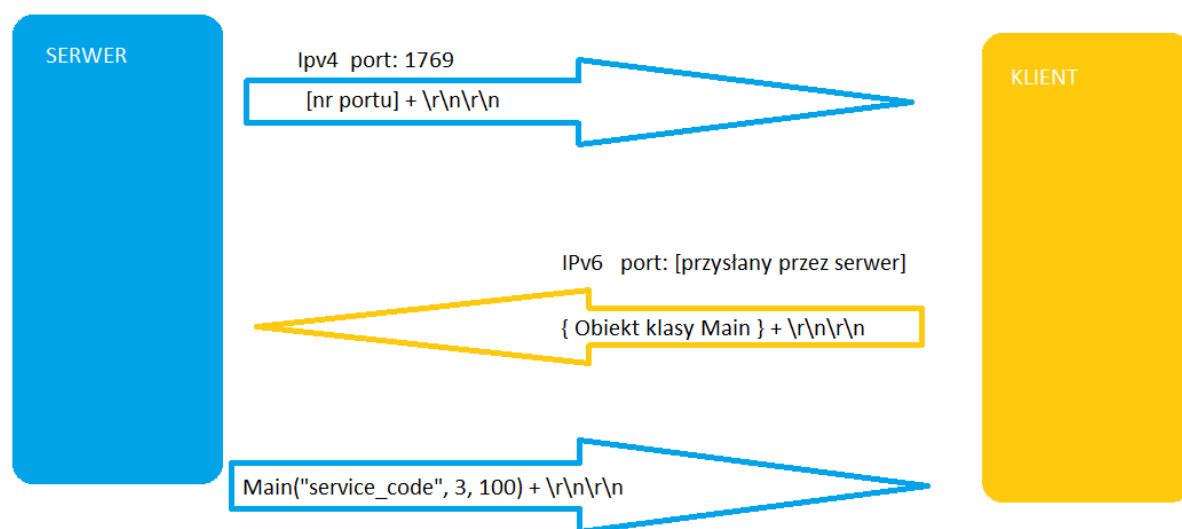 SERWER
Ipv4 port: 1769
[nr portu] + \r\n\r\n
KLIENT
IPv6 port: [przysłany przez serwer]
{ Obiekt klasy Main } + \r\n\r\n
Main("service_code", 3, 100) + \r\n\r\n